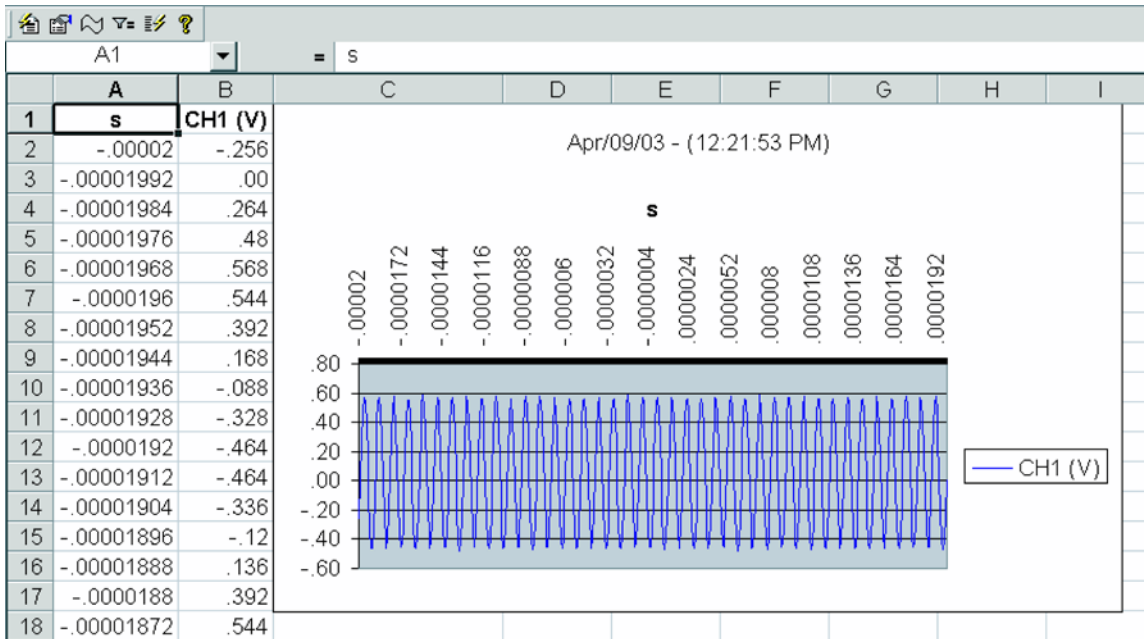 A1 = s
A B C D E F G H I
1 s CH1 (V)
2 -.00002 -.256
3 -.00001992 .00
4 -.00001984 .264
5 -.00001976 .48
6 -.00001968 .568
7 -.0000196 .544
8 -.00001952 .392
9 -.00001944 .168
10 -.00001936 -.088
11 -.00001928 -.328
12 -.0000192 -.464
13 -.00001912 -.464
14 -.00001904 -.336
15 -.00001896 -.12
16 -.00001888 .136
17 -.0000188 .392
18 -.00001872 .544
Apr/09/03 - (12:21:53 PM)
s
-.00002 -.0000172 -.0000144 -.0000116 -.0000088 -.000006 -.0000032 -.0000004 .0000024 .0000052 .000008 .0000108 .0000136 .0000164 .0000192
.80
.60
.40
.20
.00
-.20
-.40
-.60
CH1 (V)